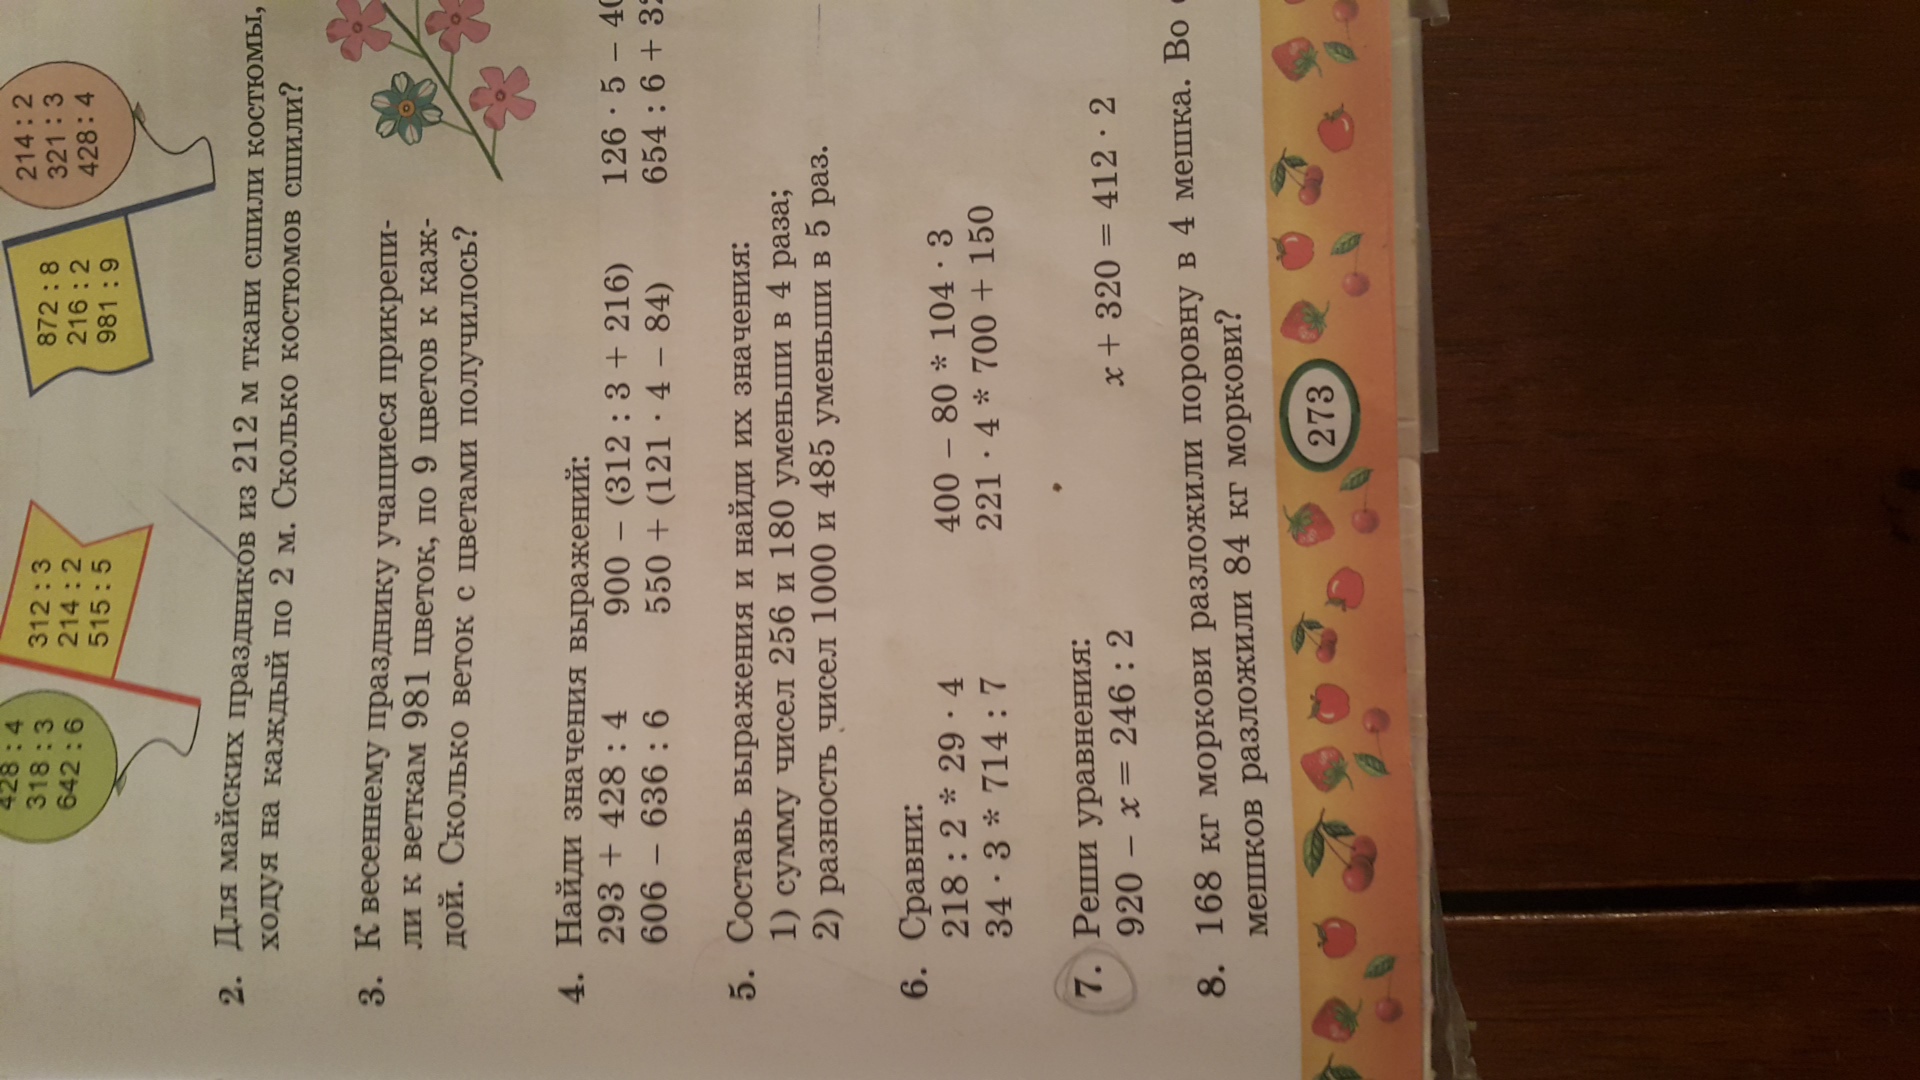 428 : 4
318 : 3
642 : 6
312 : 3
214 : 2
515 : 5
872 : 8
216 : 2
981 : 9
214 : 2
321 : 3
428 : 4
2. Для майских праздников из 212 м ткани сшили костюмы,
ходуя на каждый по 2 м. Сколько костюмов сшили?
3. К весеннему празднику учащиеся прикрепи-
ли к веткам 981 цветок, по 9 цветов к каж-
дой. Сколько веток с цветами получилось?
4. Найди значения выражений:
293 + 428 : 4 900 − (312 : 3 + 216) 126 · 5 − 40
606 − 636 : 6 550 + (121 · 4 − 84) 654 : 6 + 32
5. Составь выражения и найди их значения:
1) сумму чисел 256 и 180 уменьши в 4 раза;
2) разность чисел 1000 и 485 уменьши в 5 раз.
6. Сравни:
218 : 2 * 29 · 4 400 − 80 * 104 · 3
34 · 3 * 714 : 7 221 · 4 * 700 + 150
7. Реши уравнения:
920 − x = 246 : 2 x + 320 = 412 · 2
8. 168 кг моркови разложили поровну в 4 мешка. Во
мешков разложили 84 кг моркови?
273